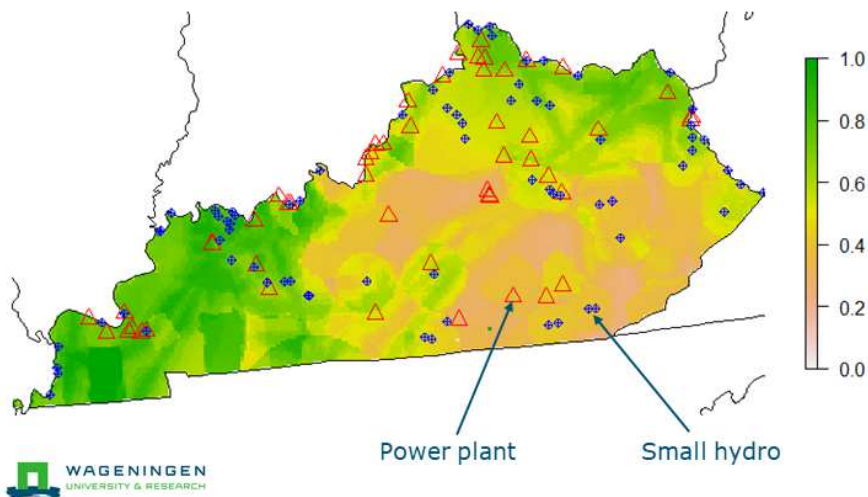 1.0
0.8
0.6
0.4
0.2
0.0
Power plant
Small hydro
WAGENINGEN
UNIVERSITY & RESEARCH